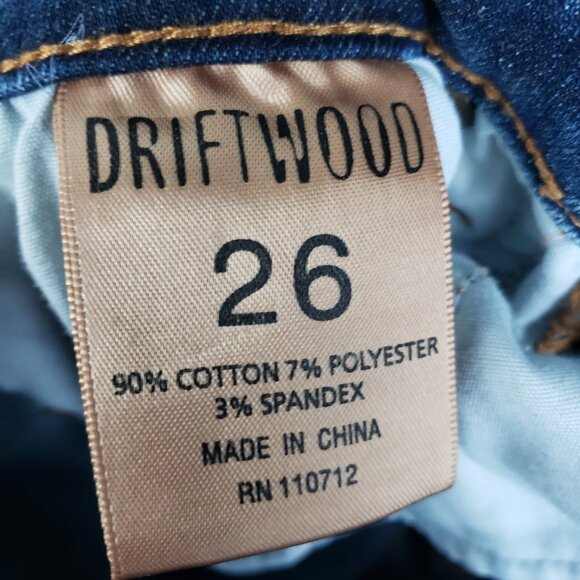 DRIFTWOOD
26
90% COTTON 7% POLYESTER
3% SPANDEX
MADE IN CHINA
RN 110712